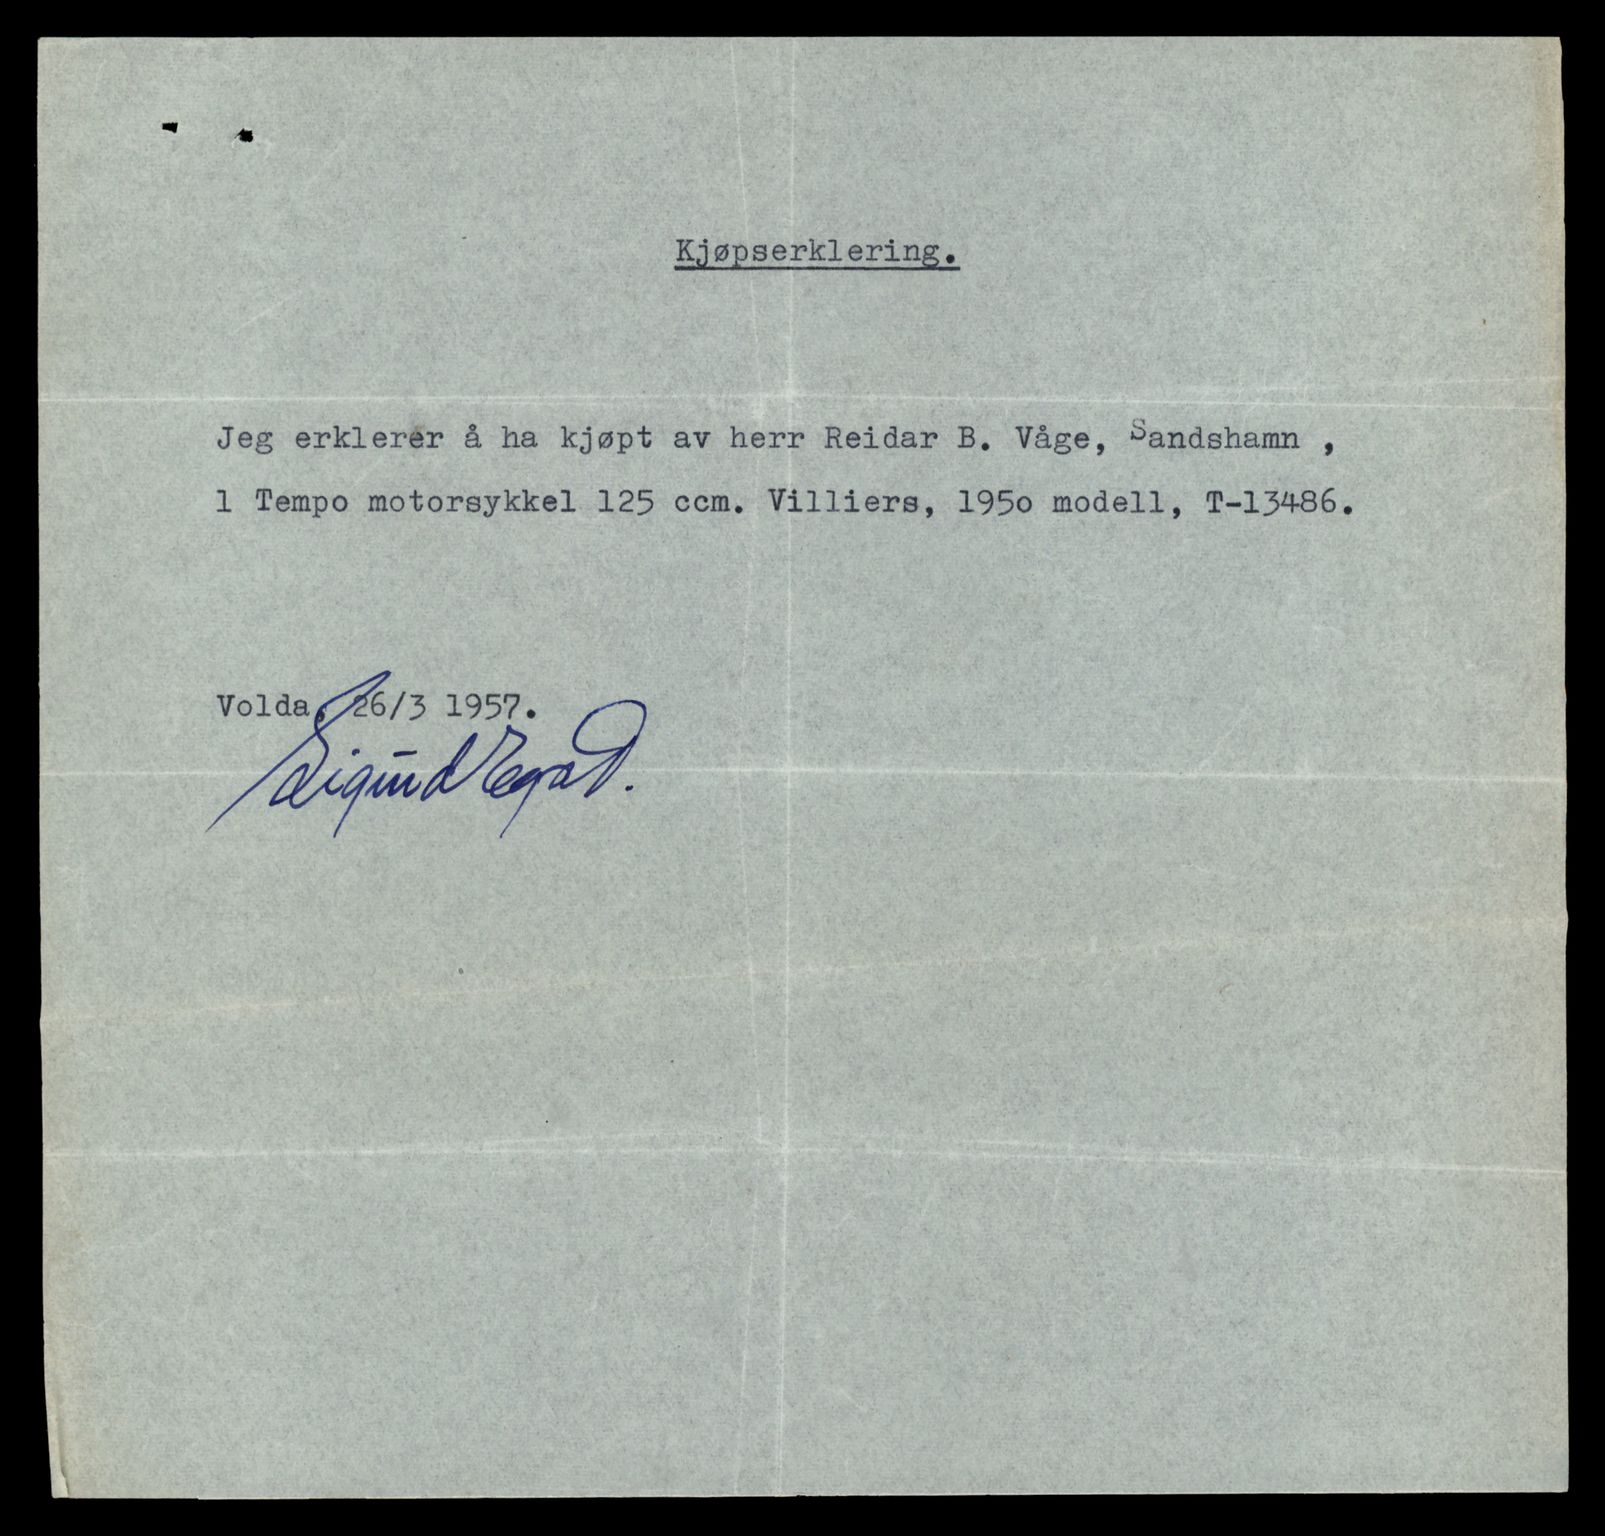 Kjøpserklering.
Jeg erklerer å ha kjøpt av herr Reidar B. Våge, Sandshamn ,
1 Tempo motorsykkel 125 ccm. Villiers, 195o modell, T-13486.
Volda, 26/3 1957.